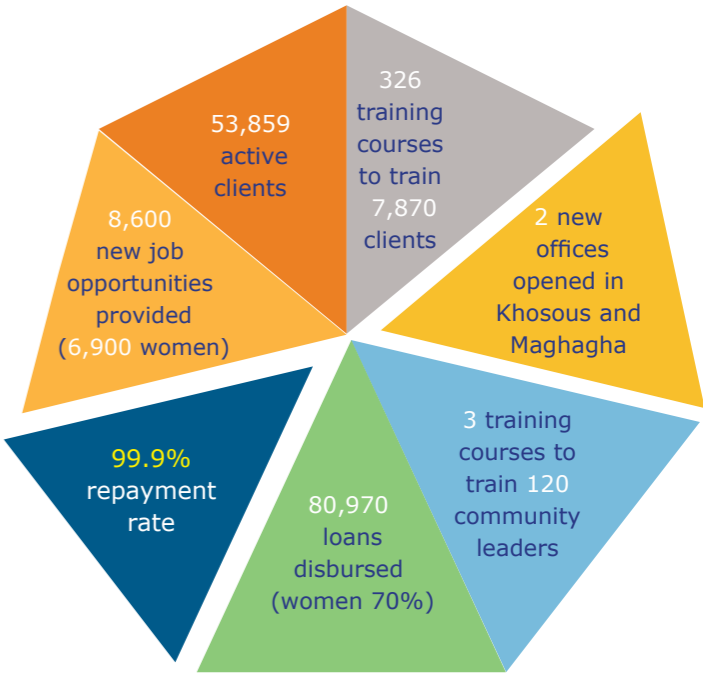 326
training
courses
to train
7,870
clients
2 new
offices
opened in
Khosous and
Maghagha
3 training
courses to
train 120
community
leaders
80,970
loans
disbursed
(women 70%)
99.9%
repayment
rate
8,600
new job
opportunities
provided
(6,900 women)
53,859
active
clients